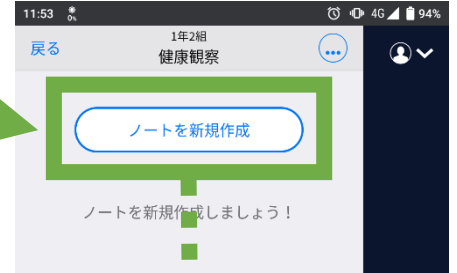 11:53 0% 4G 94%
1年2組
戻る 健康観察
ノートを新規作成
ノートを新規作成しましょう！